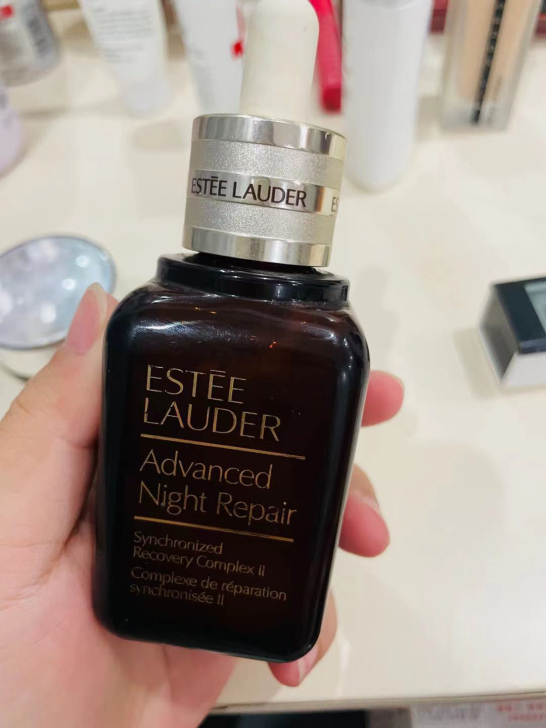 ESTĒE LAUDER
ESTĒE
LAUDER
Advanced
Night Repair
Synchronized
Recovery Complex II
Complexe de réparation
synchronisée II